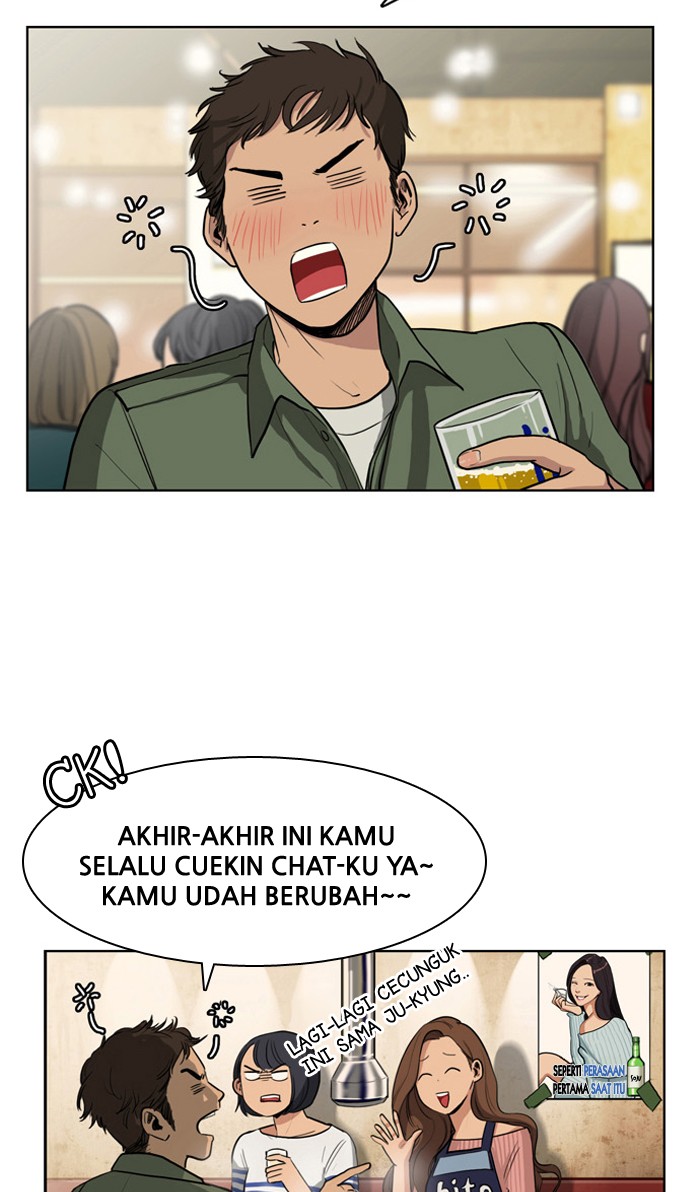 CK!
AKHIR-AKHIR INI KAMU
SELALU CUEKIN CHAT-KU YA~
KAMU UDAH BERUBAH~~
LAGI-LAGI CECUNGUK
INI SAMA JU-KYUNG..
SEPERTI PERASAAN
PERTAMA SAAT ITU